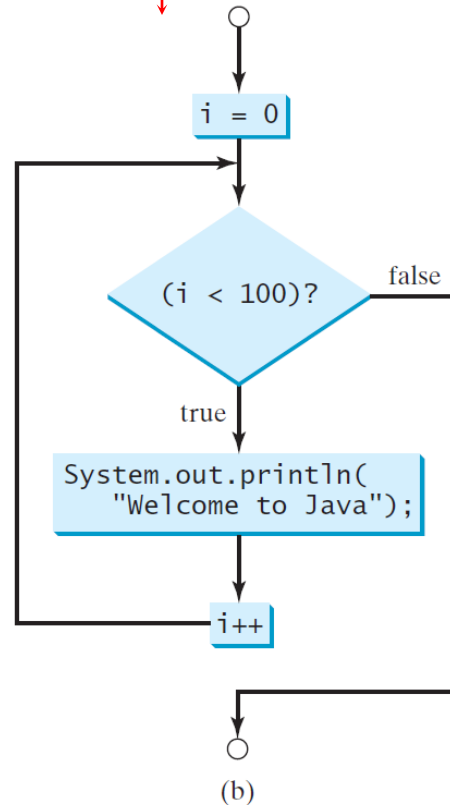 i = 0
(i < 100)?
false
true
System.out.println(
"Welcome to Java");
i++
(b)